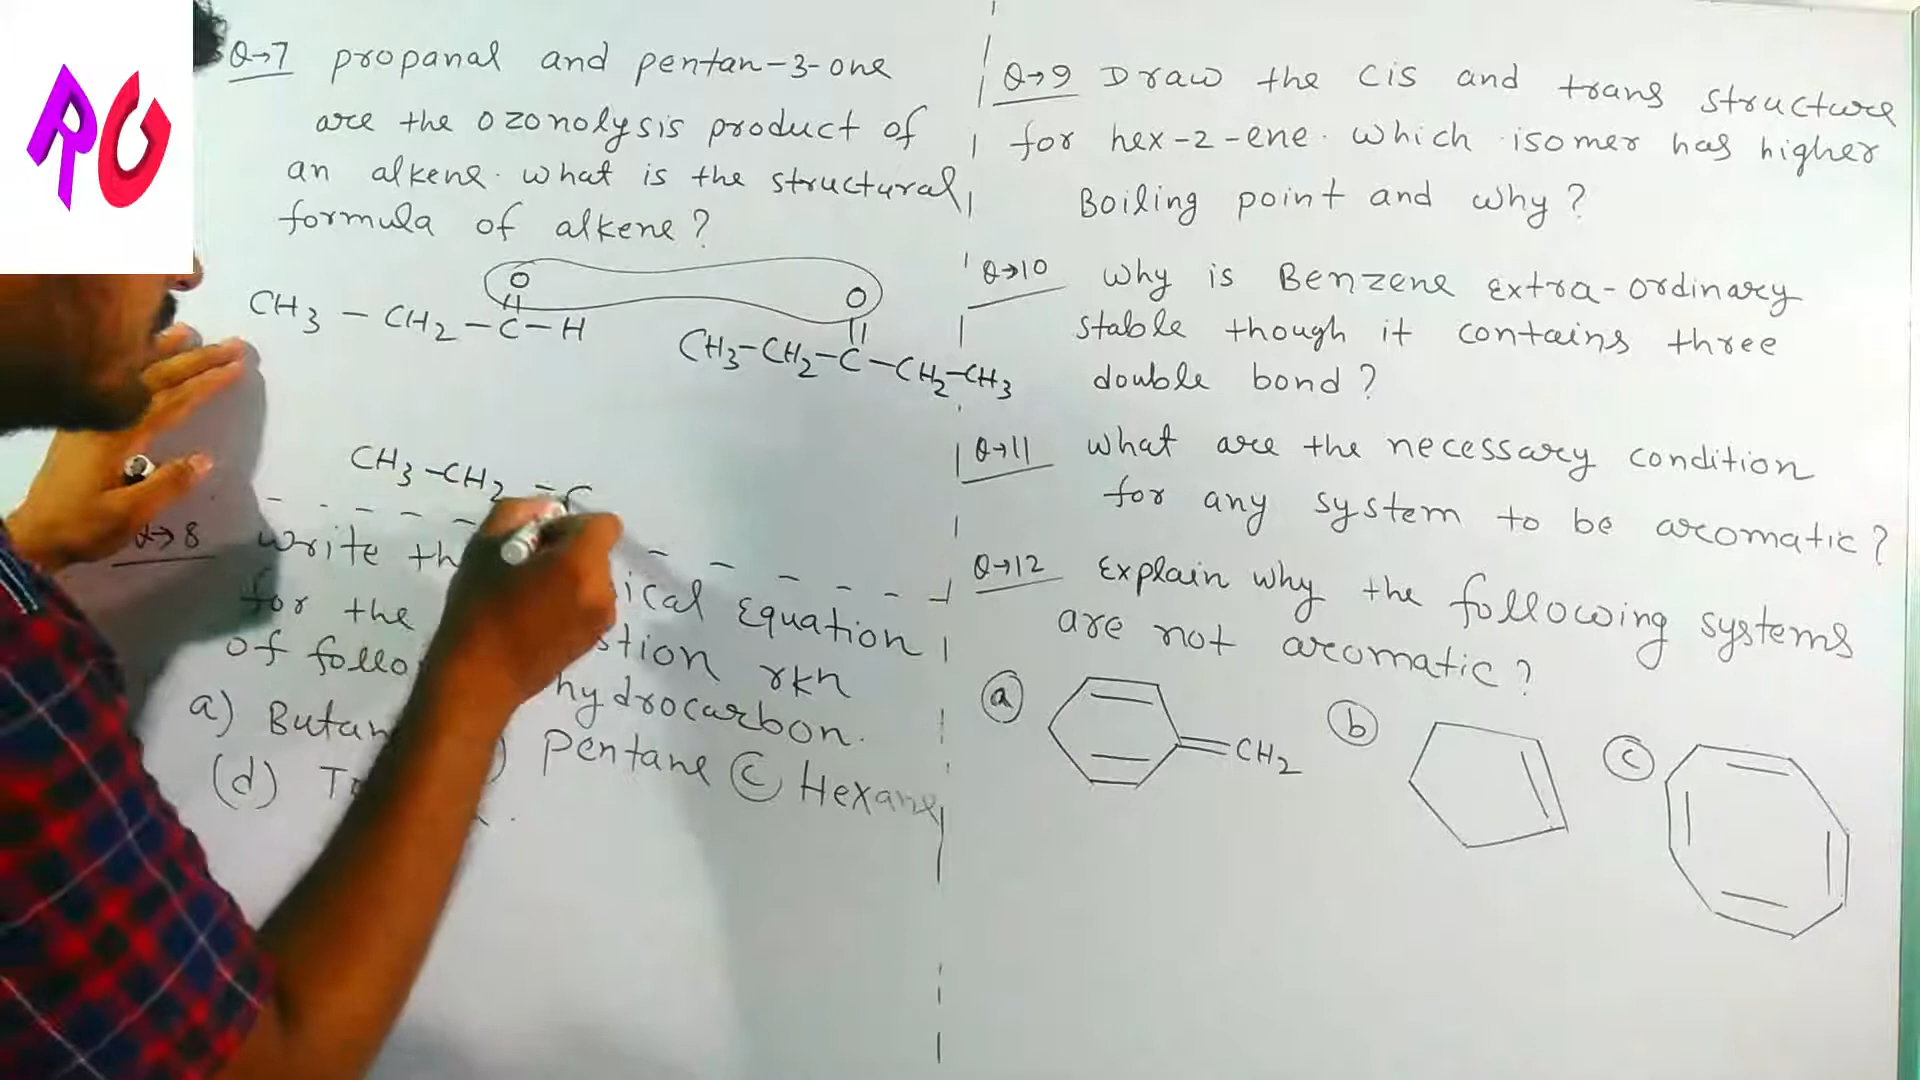 RG
Q→7 propanal and pentan-3-one
are the ozonolysis product of
an alkene. what is the structural
formula of alkene?
O
CH3 — CH2 — C — H
O
CH3-CH2-C-CH2-CH3
CH3-CH2 - C
→8 write th ical Equation
for the stion rkn
of follo hydrocarbon.
a) Butan ) Pentane (c) Hexane
(d) T
Q→9 Draw the cis and trans structure
for hex-2-ene. which isomer has higher
Boiling point and why?
Q→10 why is Benzene Extra-ordinary
stable though it contains three
double bond?
Q→11 what are the necessary condition
for any system to be aromatic?
Q→12 Explain why the following systems
are not aromatic?
(a) =CH2 (b) (c)